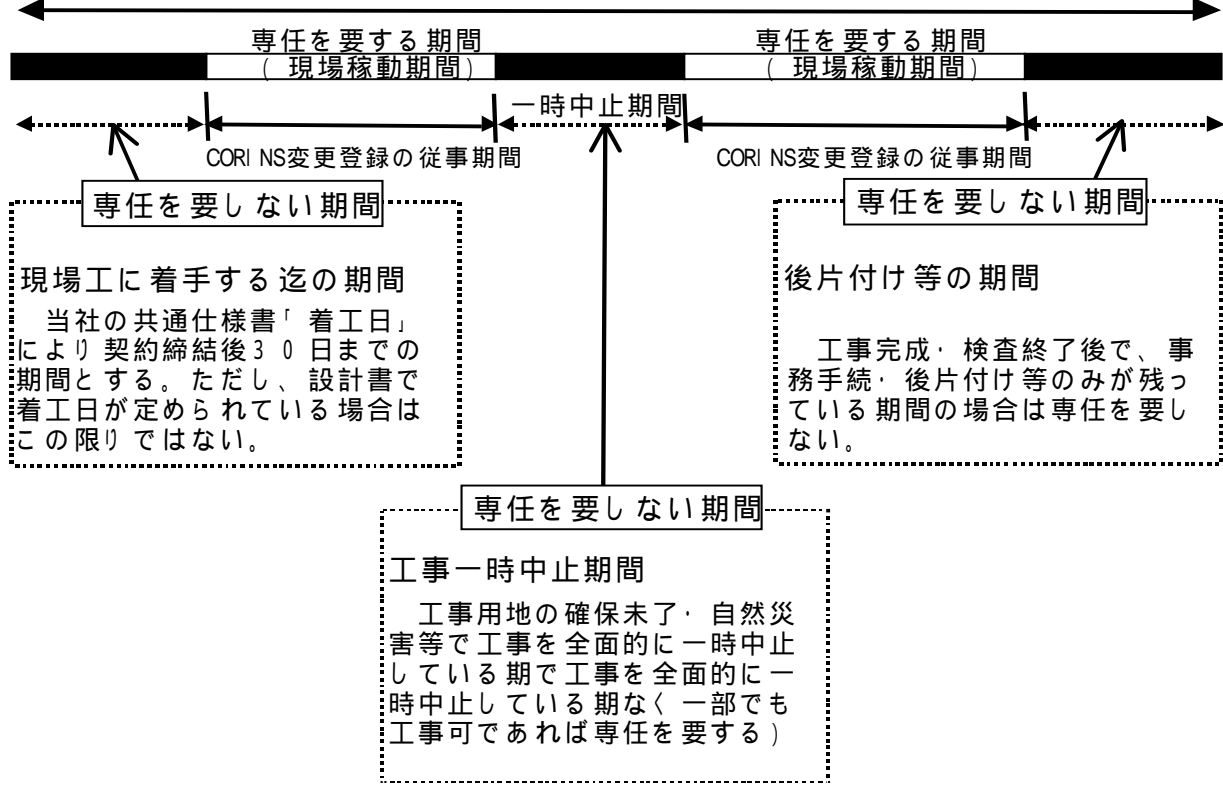 専任を要する期間
(現場稼動期間)
専任を要する期間
(現場稼動期間)
一時中止期間
CORINS変更登録の従事期間
CORINS変更登録の従事期間
専任を要しない期間
現場工に着手する迄の期間
当社の共通仕様書「着工日」
により契約締結後30日までの
期間とする。ただし、設計書で
着工日が定められている場合は
この限りではない。
専任を要しない期間
後片付け等の期間
工事完成・検査終了後で、事
務手続・後片付け等のみが残っ
ている期間の場合は専任を要し
ない。
専任を要しない期間
工事一時中止期間
工事用地の確保未了・自然災
害等で工事を全面的に一時中止
している期で工事を全面的に一
時中止している期なく一部でも
工事可であれば専任を要する)